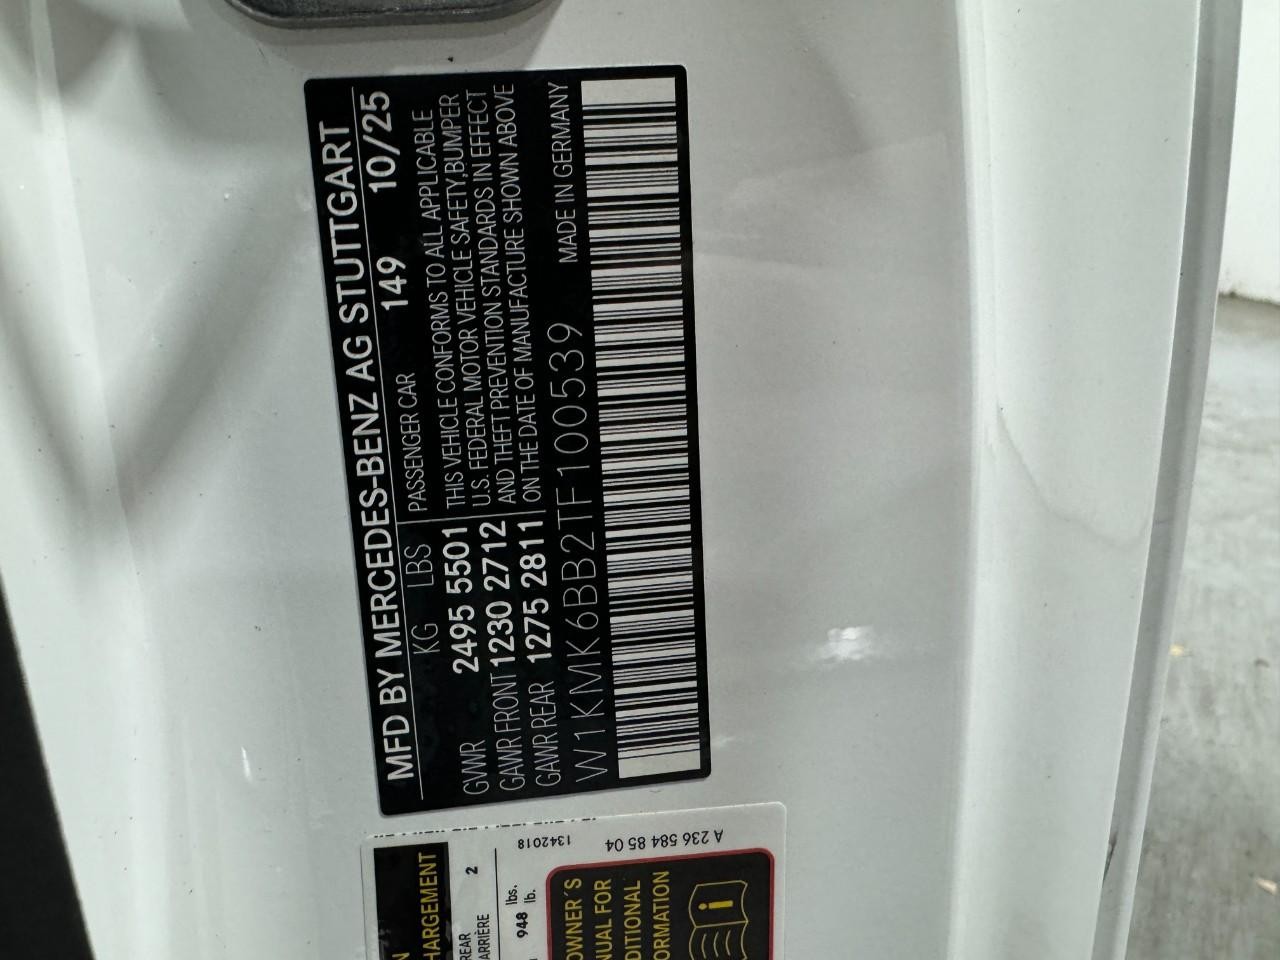 MFD BY MERCEDES-BENZ AG STUTTGART
KG LBS PASSENGER CAR 149 10/25
GVWR 2495 5501 THIS VEHICLE CONFORMS TO ALL APPLICABLE
GAWR FRONT 1230 2712 U.S. FEDERAL MOTOR VEHICLE SAFETY,BUMPER
GAWR REAR 1275 2811 AND THEFT PREVENTION STANDARDS IN EFFECT
ON THE DATE OF MANUFACTURE SHOWN ABOVE
W1KMK6BB2TF100539 MADE IN GERMANY
HARGEMENT
REAR
ARRIÈRE 2
948 lbs.
lb.
1342018
A 236 584 85 04
OWNER'S
NUAL FOR
DITIONAL
ORMATION
i